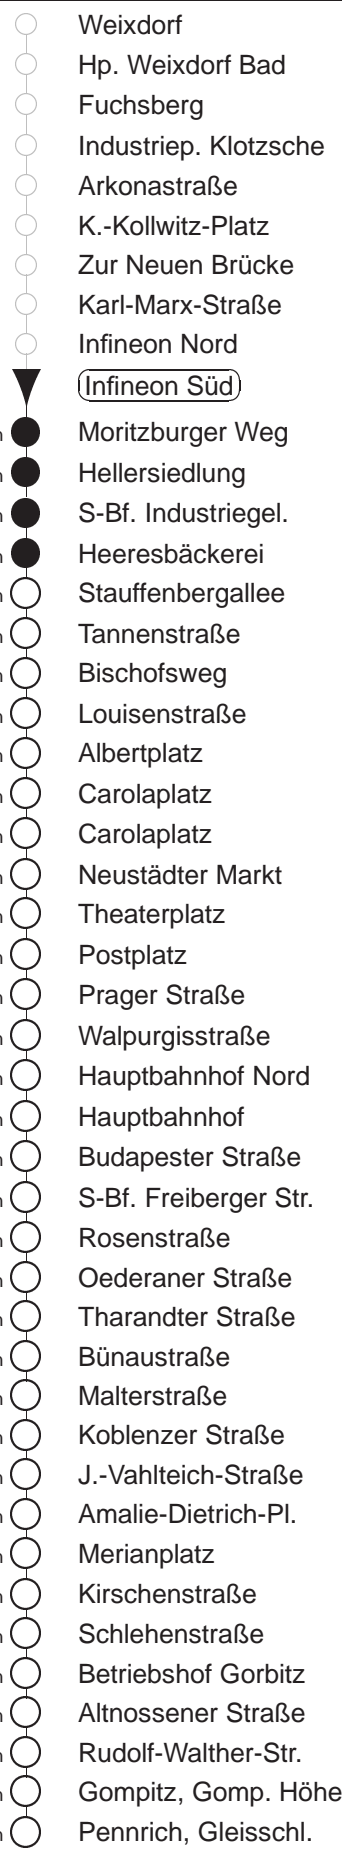 Weixdorf
Hp. Weixdorf Bad
Fuchsberg
Industriep. Klotzsche
Arkonastraße
K.-Kollwitz-Platz
Zur Neuen Brücke
Karl-Marx-Straße
Infineon Nord
Infineon Süd
Moritzburger Weg
Hellersiedlung
S-Bf. Industriegel.
Heeresbäckerei
Stauffenbergallee
Tannenstraße
Bischofsweg
Louisenstraße
Albertplatz
Carolaplatz
Carolaplatz
Neustädter Markt
Theaterplatz
Postplatz
Prager Straße
Walpurgisstraße
Hauptbahnhof Nord
Hauptbahnhof
Budapester Straße
S-Bf. Freiberger Str.
Rosenstraße
Oederaner Straße
Tharandter Straße
Bünaustraße
Malterstraße
Koblenzer Straße
J.-Vahlteich-Straße
Amalie-Dietrich-Pl.
Merianplatz
Kirschenstraße
Schlehenstraße
Betriebshof Gorbitz
Altnossener Straße
Rudolf-Walther-Str.
Gompitz, Gomp. Höhe
Pennrich, Gleisschl.